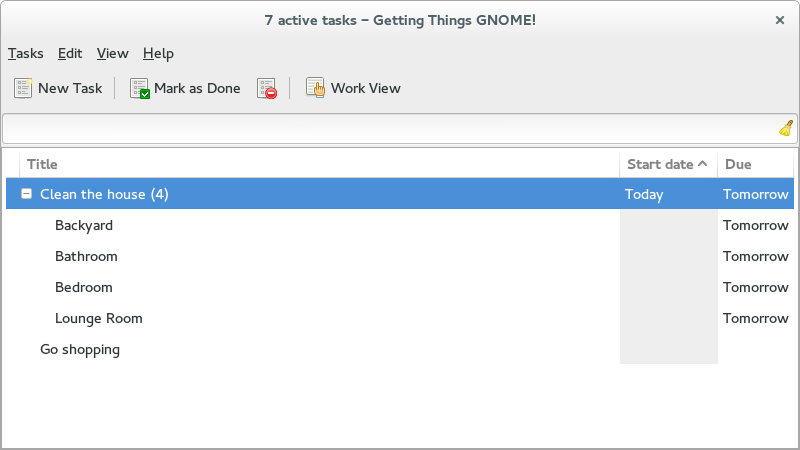 7 active tasks – Getting Things GNOME!
Tasks Edit View Help
New Task Mark as Done Work View
Title Start date Due
Clean the house (4) Today Tomorrow
Backyard Tomorrow
Bathroom Tomorrow
Bedroom Tomorrow
Lounge Room Tomorrow
Go shopping